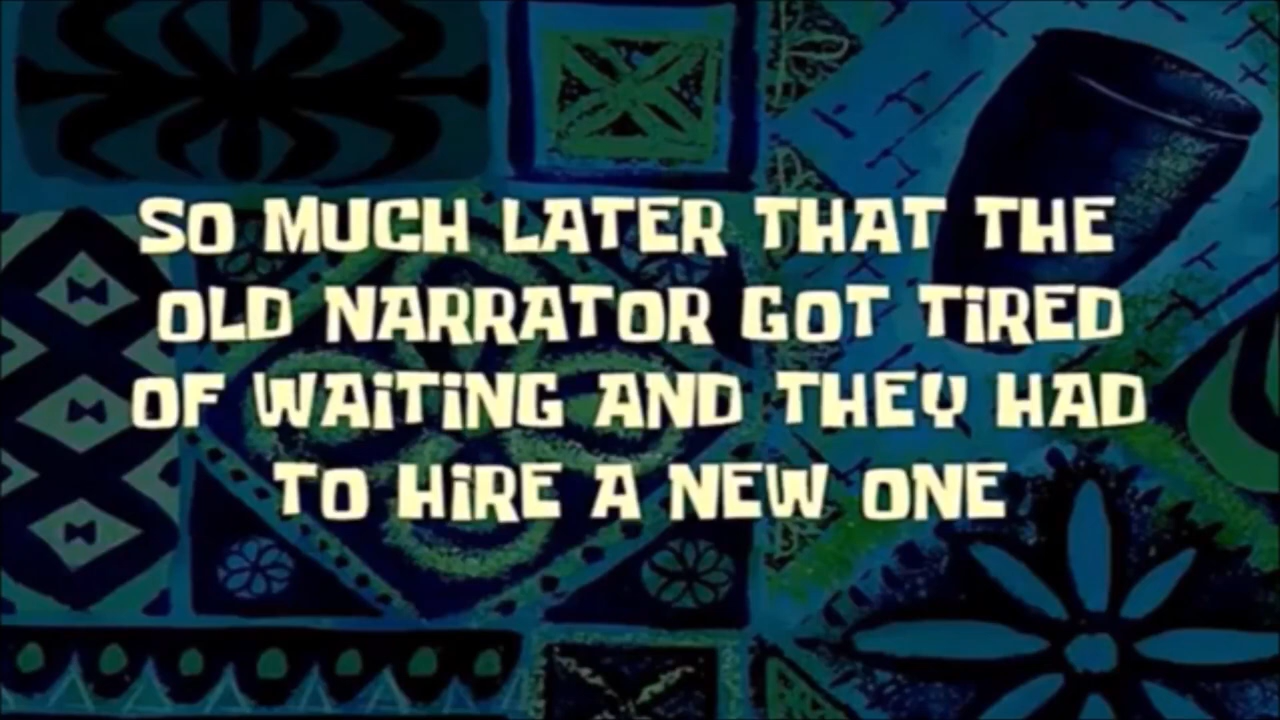 SO MUCH LATER THAT THE
OLD NARRATOR GOT TiRED
OF WAiTiNG AND THEY HAD
TO HiRE A NEW ONE